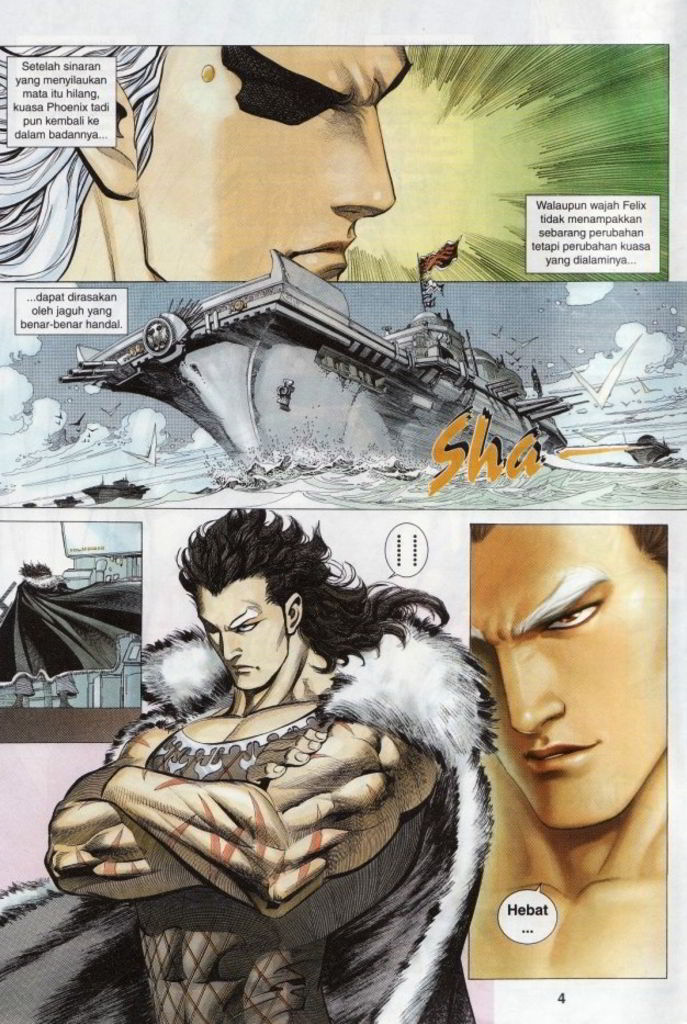 Setelah sinaran
yang menyilaukan
mata itu hilang,
kuasa Phoenix tadi
pun kembali ke
dalam badannya...
Walaupun wajah Felix
tidak menampakkan
sebarang perubahan
tetapi perubahan kuasa
yang dialaminya...
...dapat dirasakan
oleh jaguh yang
benar-benar handal.
Sha
Hebat
...
4